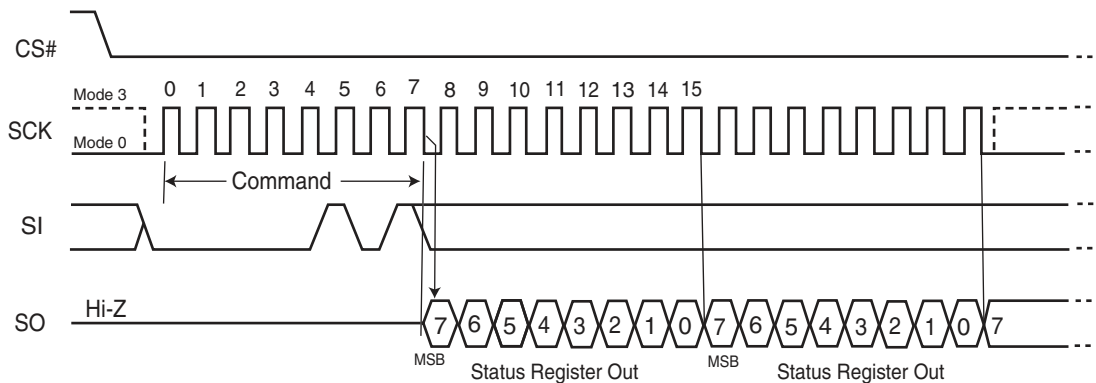 CS#
Mode 3
0 1 2 3 4 5 6 7 8 9 10 11 12 13 14 15
SCK
Mode 0
Command
SI
Hi-Z
SO
7 6 5 4 3 2 1 0 7 6 5 4 3 2 1 0 7
MSB Status Register Out MSB Status Register Out